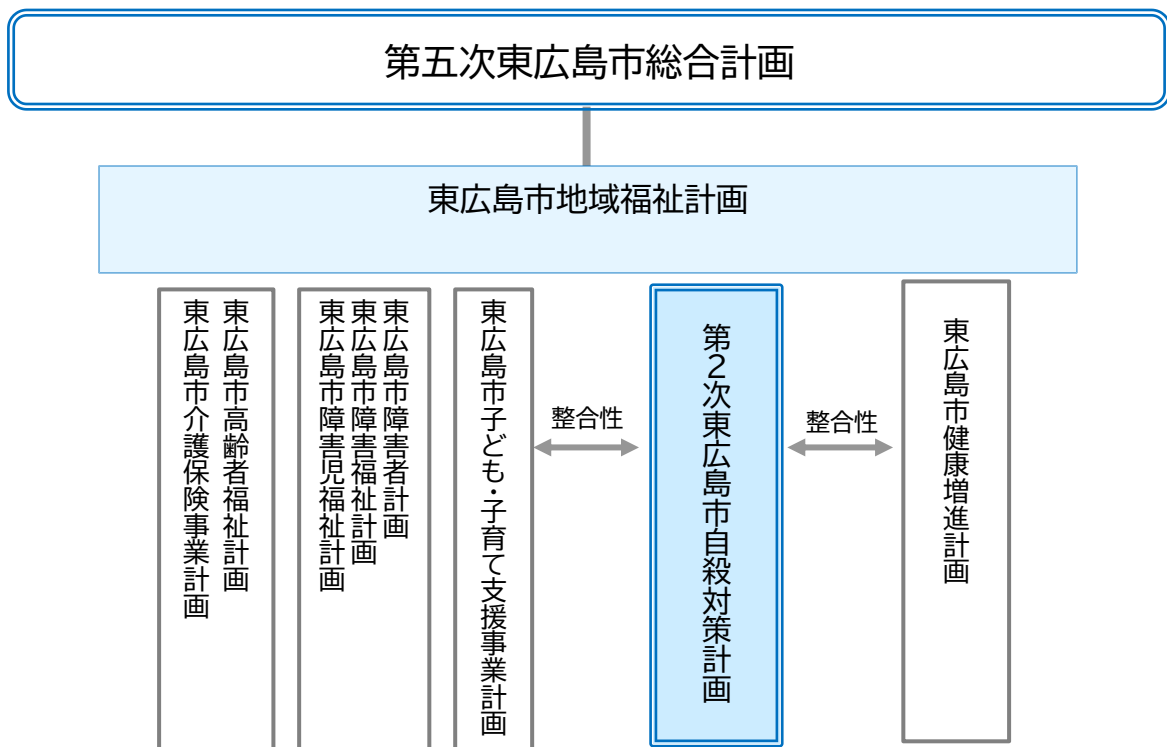 第五次東広島市総合計画
東広島市地域福祉計画
東広島市高齢者福祉計画
東広島市介護保険事業計画
東広島市障害者計画
東広島市障害福祉計画
東広島市障害児福祉計画
東広島市子ども・子育て支援事業計画
整合性
第2次東広島市自殺対策計画
整合性
東広島市健康増進計画